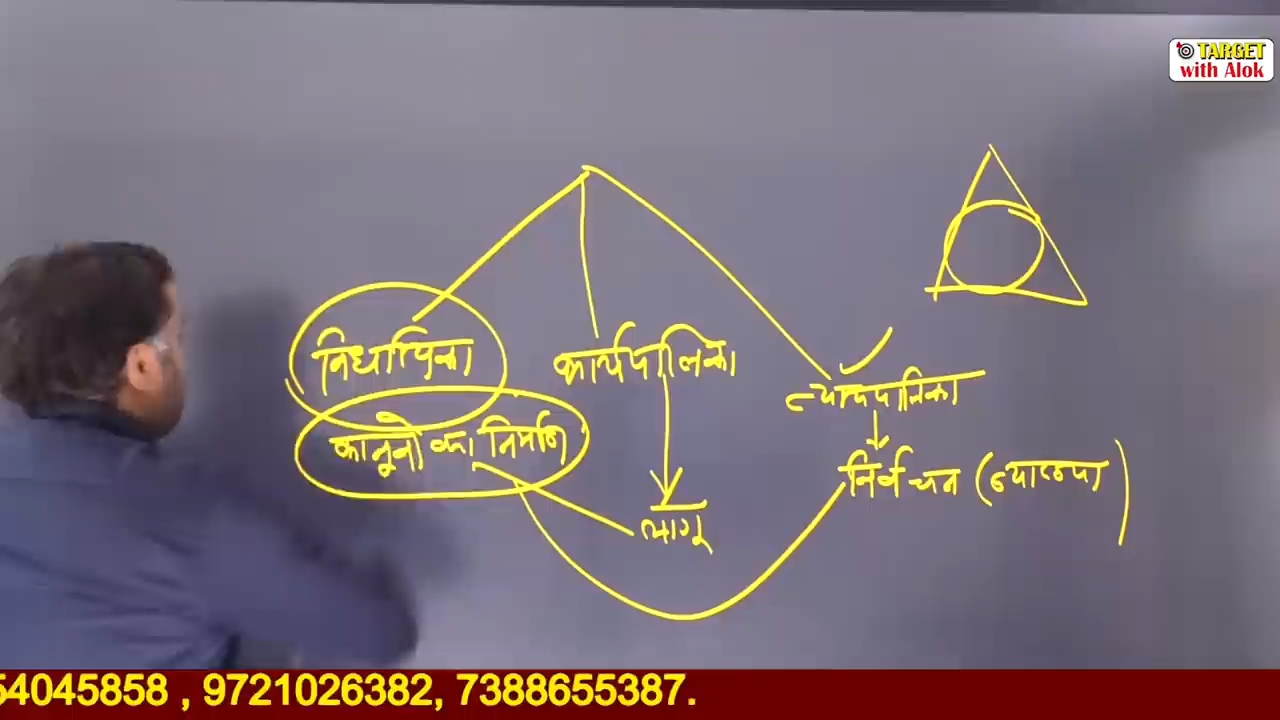 TARGET
with Alok
विधायिका
कार्यपालिका
न्यायपालिका
कानूनो का निर्माण
निर्वचन (व्याख्या)
लागू
54045858 , 9721026382, 7388655387.